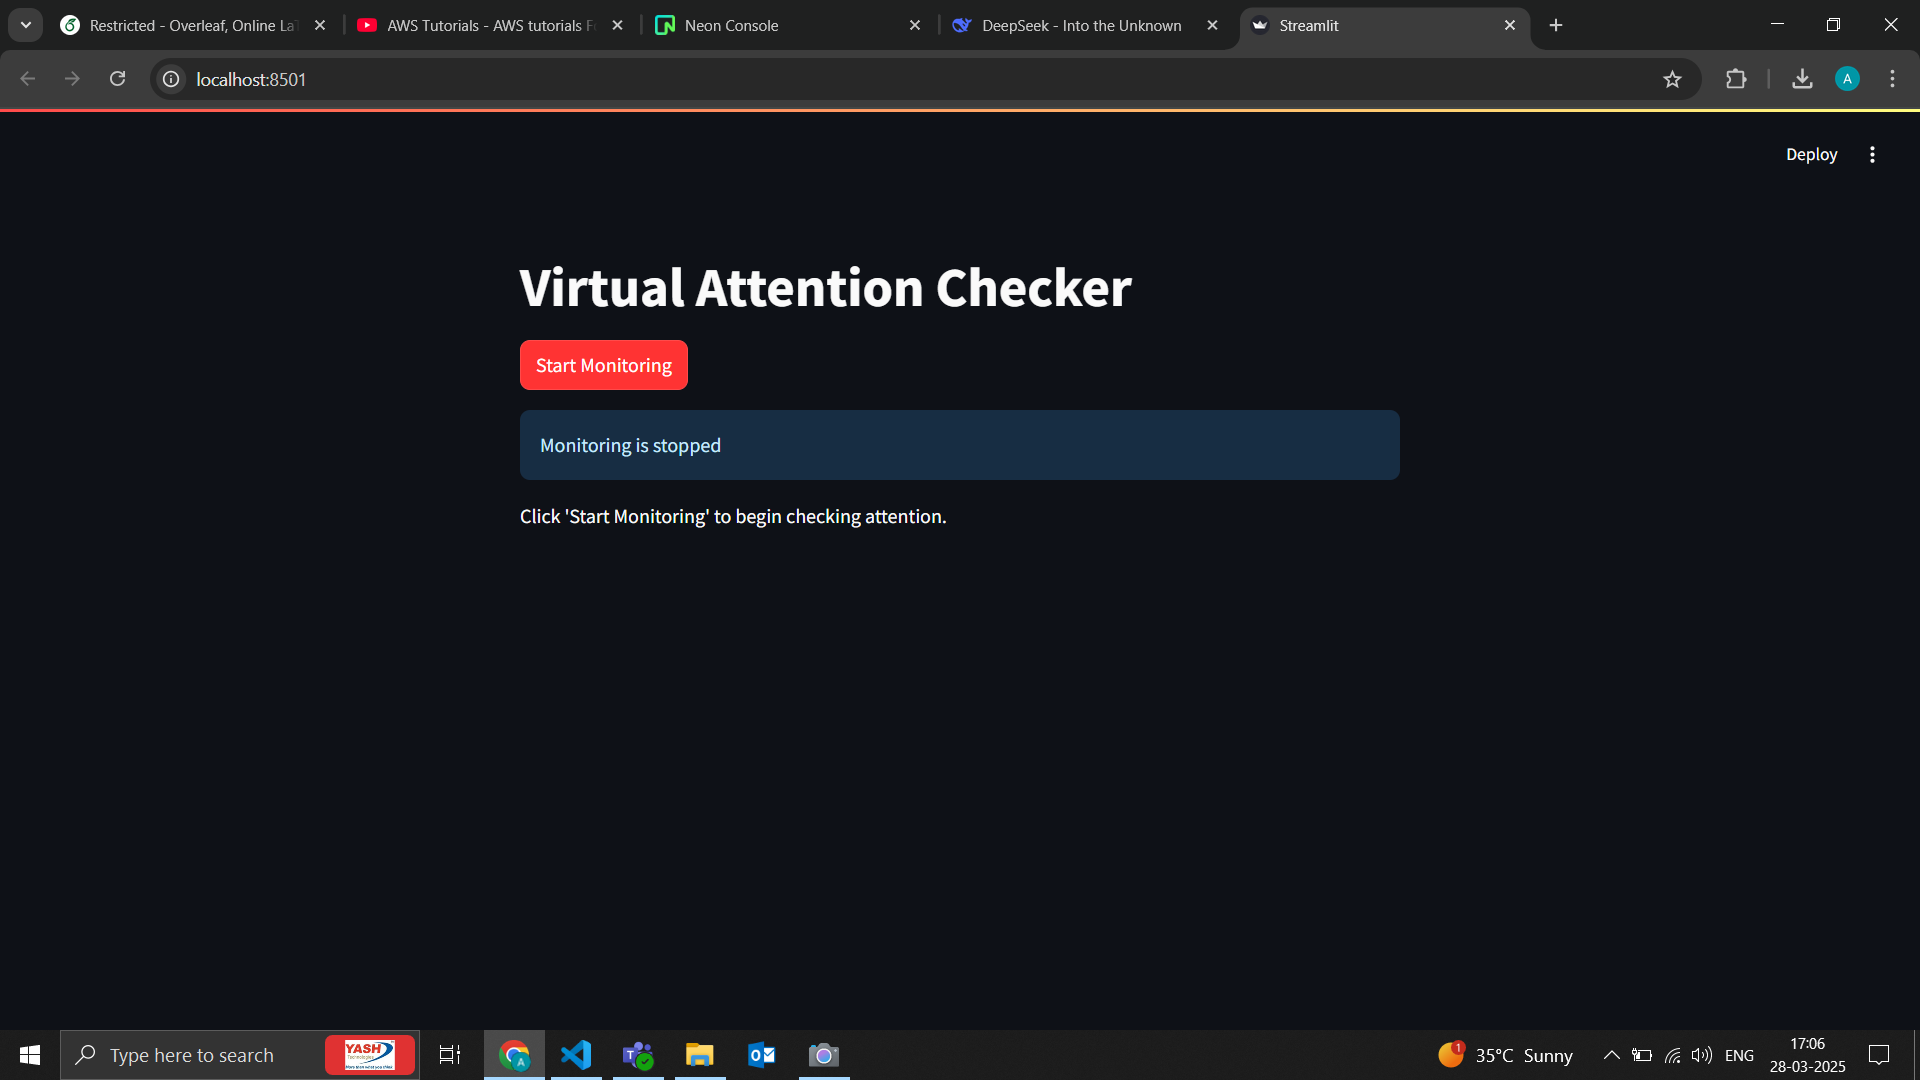 Restricted - Overleaf, Online La
AWS Tutorials - AWS tutorials F
Neon Console
DeepSeek - Into the Unknown
Streamlit
localhost:8501
A
Deploy
Virtual Attention Checker
Start Monitoring
Monitoring is stopped
Click 'Start Monitoring' to begin checking attention.
Type here to search
YASH
Technologies
1
35°C Sunny
ENG
17:06
28-03-2025